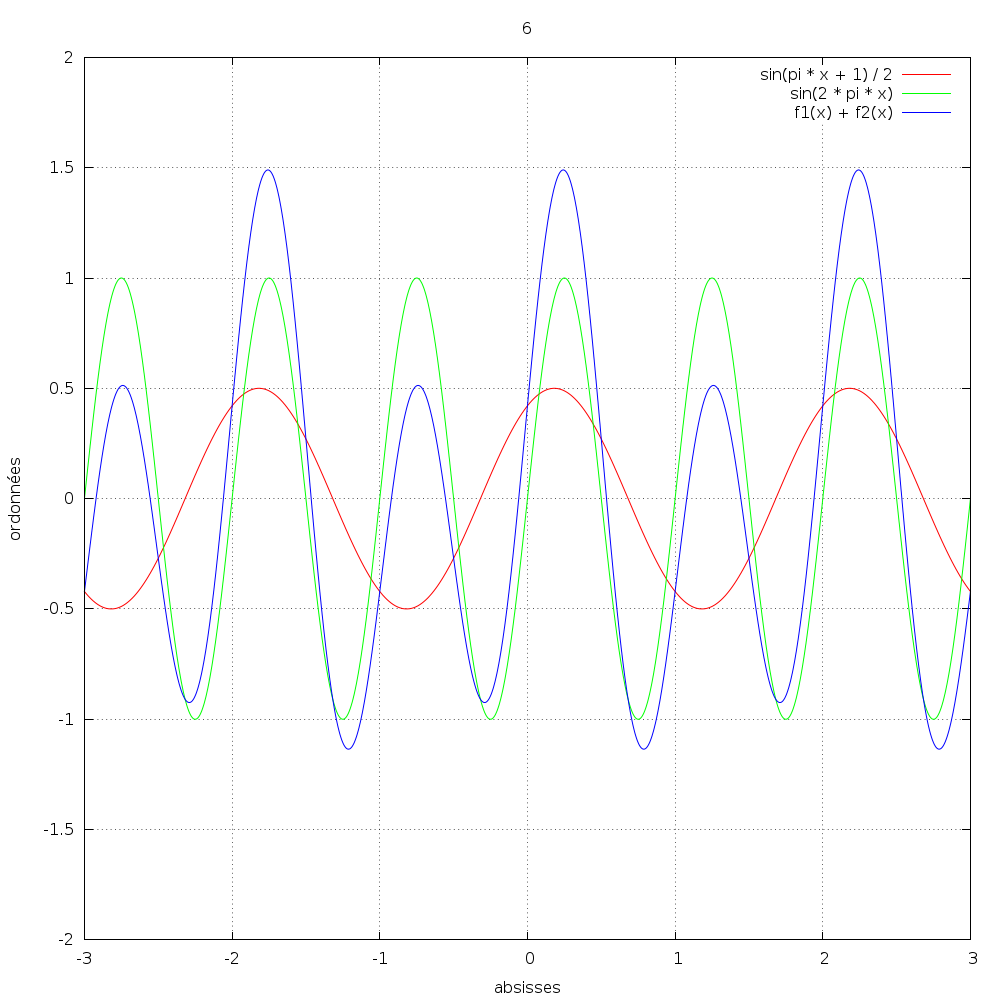 6
sin(pi * x + 1) / 2
sin(2 * pi * x)
f1(x) + f2(x)
2
1.5
1
0.5
0
-0.5
-1
-1.5
-2
ordonnées
-3 -2 -1 0 1 2 3
absisses